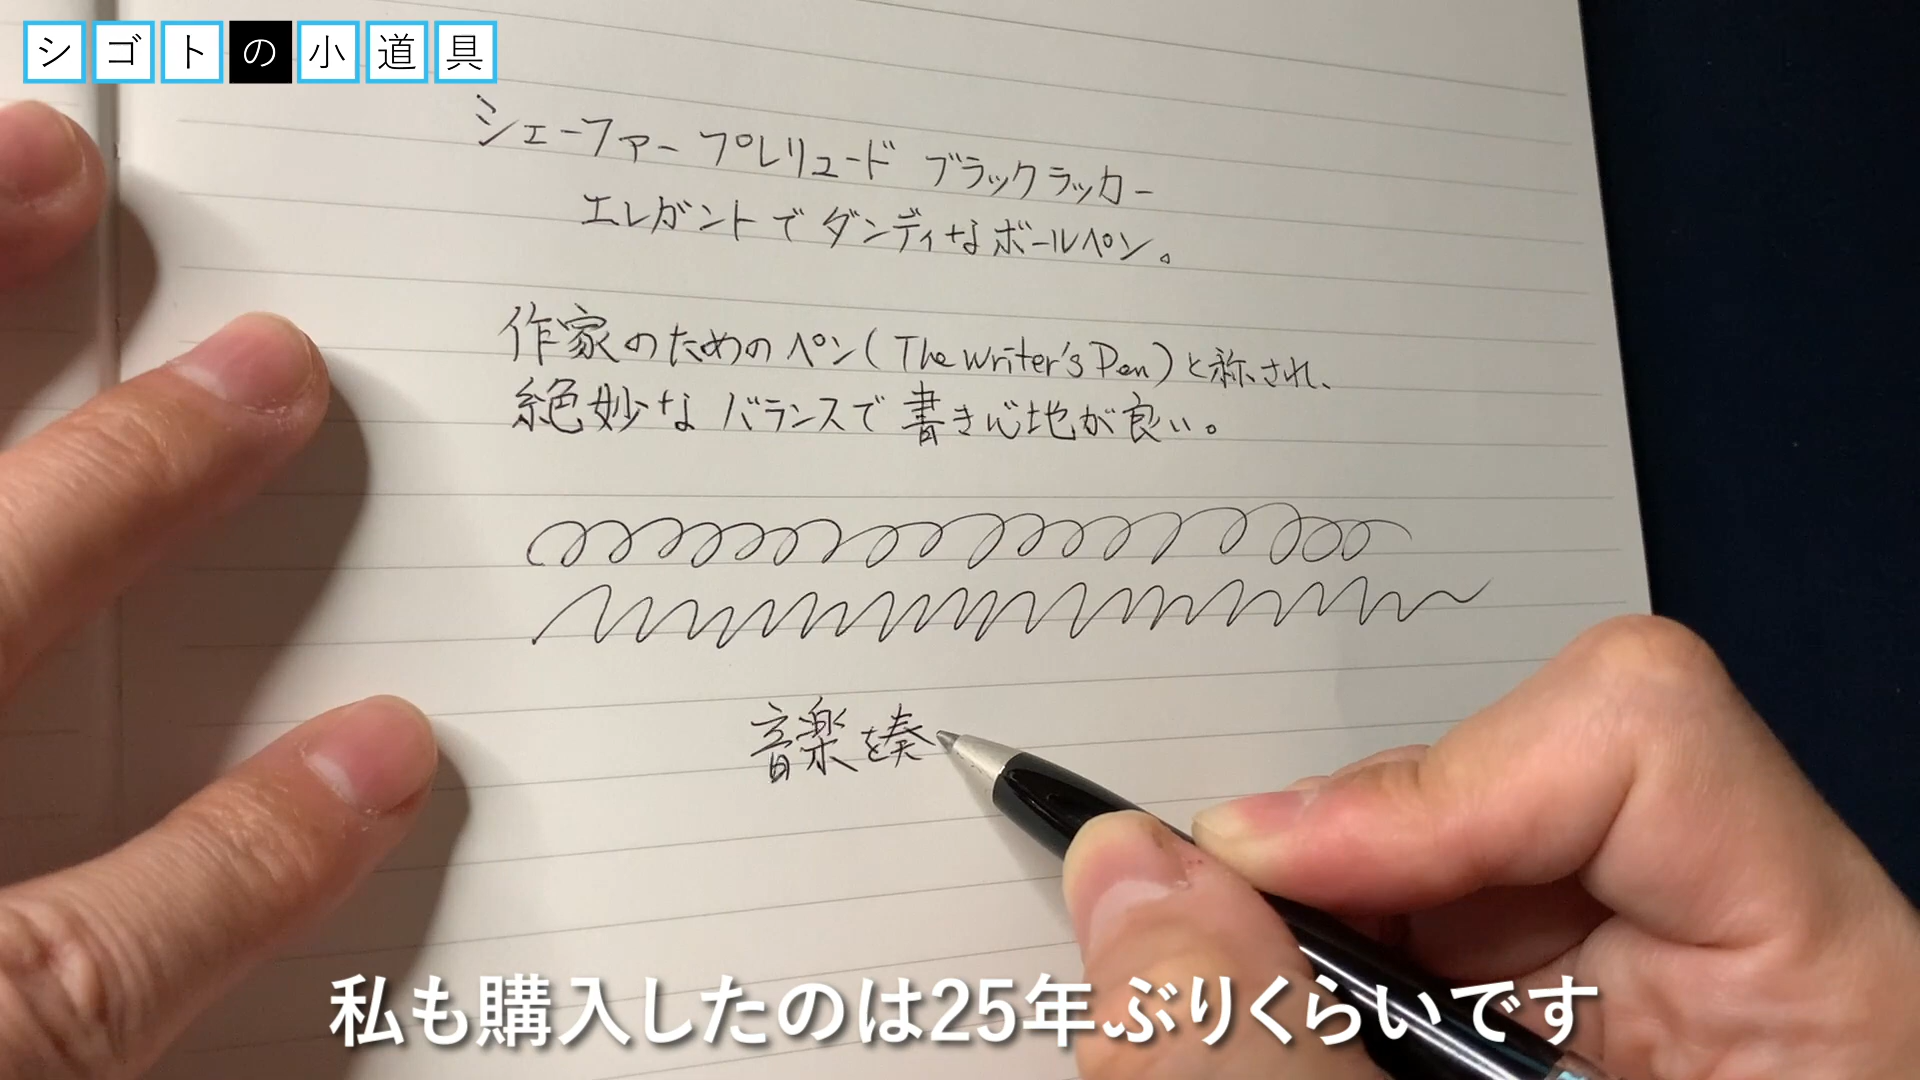 シゴトの小道具
シェーファー プレリュード ブラックラッカー
エレガントでダンディなボールペン。
作家のためのペン(The Writer's Pen)と称され、
絶妙なバランスで書き心地が良い。
音楽を奏
私も購入したのは25年ぶりくらいです